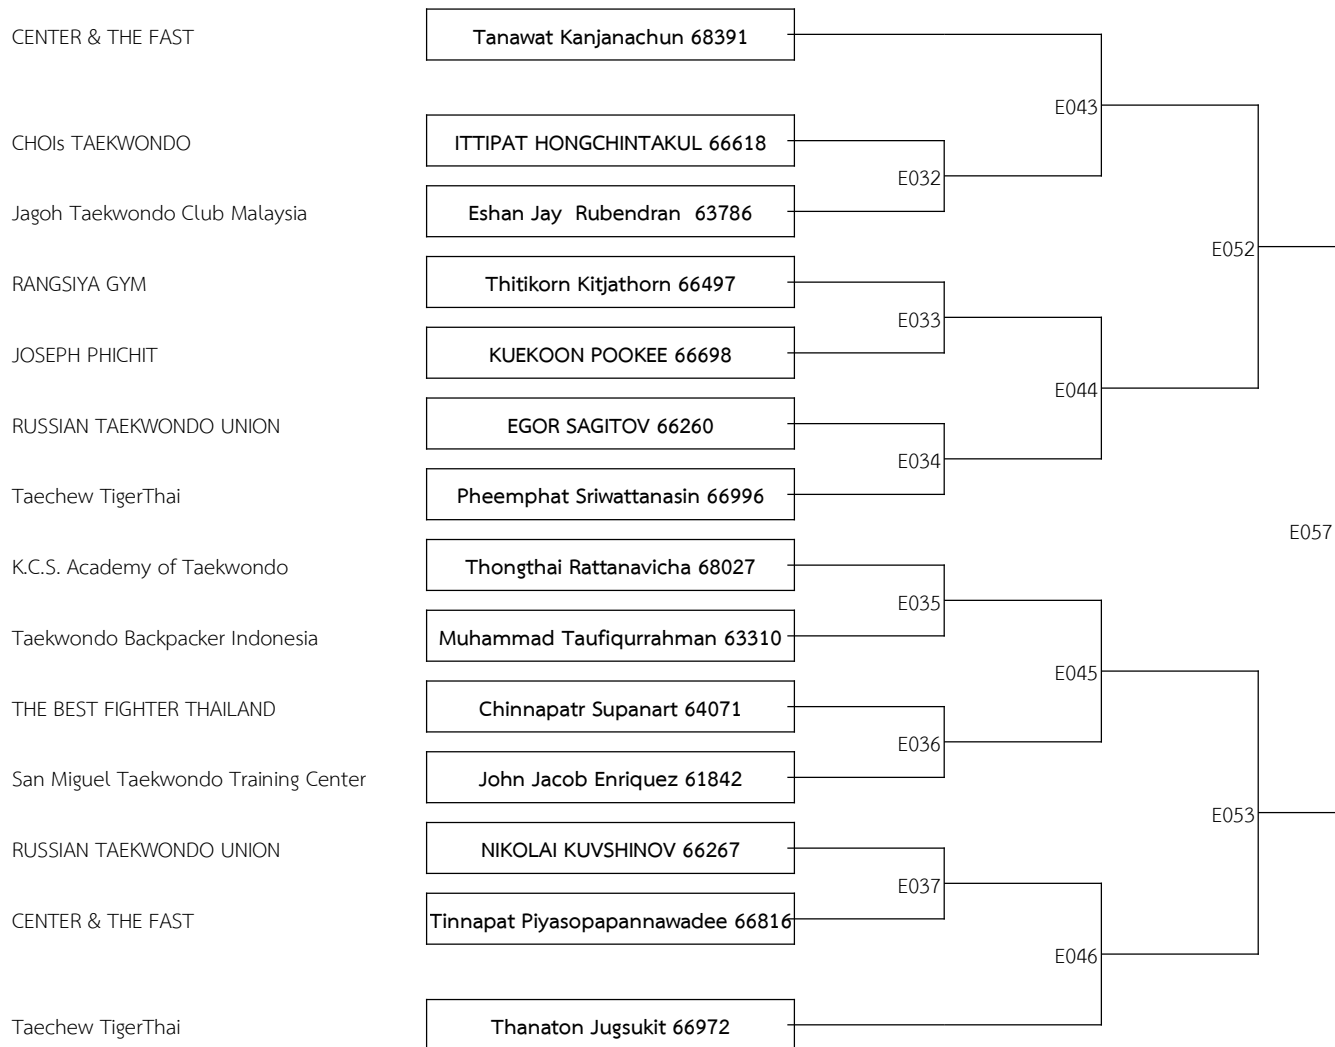 CENTER & THE FAST
Tanawat Kanjanachun 68391
E043
CHOIs TAEKWONDO
ITTIPAT HONGCHINTAKUL 66618
E032
Jagoh Taekwondo Club Malaysia
Eshan Jay  Rubendran  63786
E052
RANGSIYA GYM
Thitikorn Kitjathorn 66497
E033
JOSEPH PHICHIT
KUEKOON POOKEE 66698
E044
RUSSIAN TAEKWONDO UNION
EGOR SAGITOV 66260
E034
Taechew TigerThai
Pheemphat Sriwattanasin 66996
E057
K.C.S. Academy of Taekwondo
Thongthai Rattanavicha 68027
E035
Taekwondo Backpacker Indonesia
Muhammad Taufiqurrahman 63310
E045
THE BEST FIGHTER THAILAND
Chinnapatr Supanart 64071
E036
San Miguel Taekwondo Training Center
John Jacob Enriquez 61842
E053
RUSSIAN TAEKWONDO UNION
NIKOLAI KUVSHINOV 66267
E037
CENTER & THE FAST
Tinnapat Piyasopapannawadee 66816
E046
Taechew TigerThai
Thanaton Jugsukit 66972